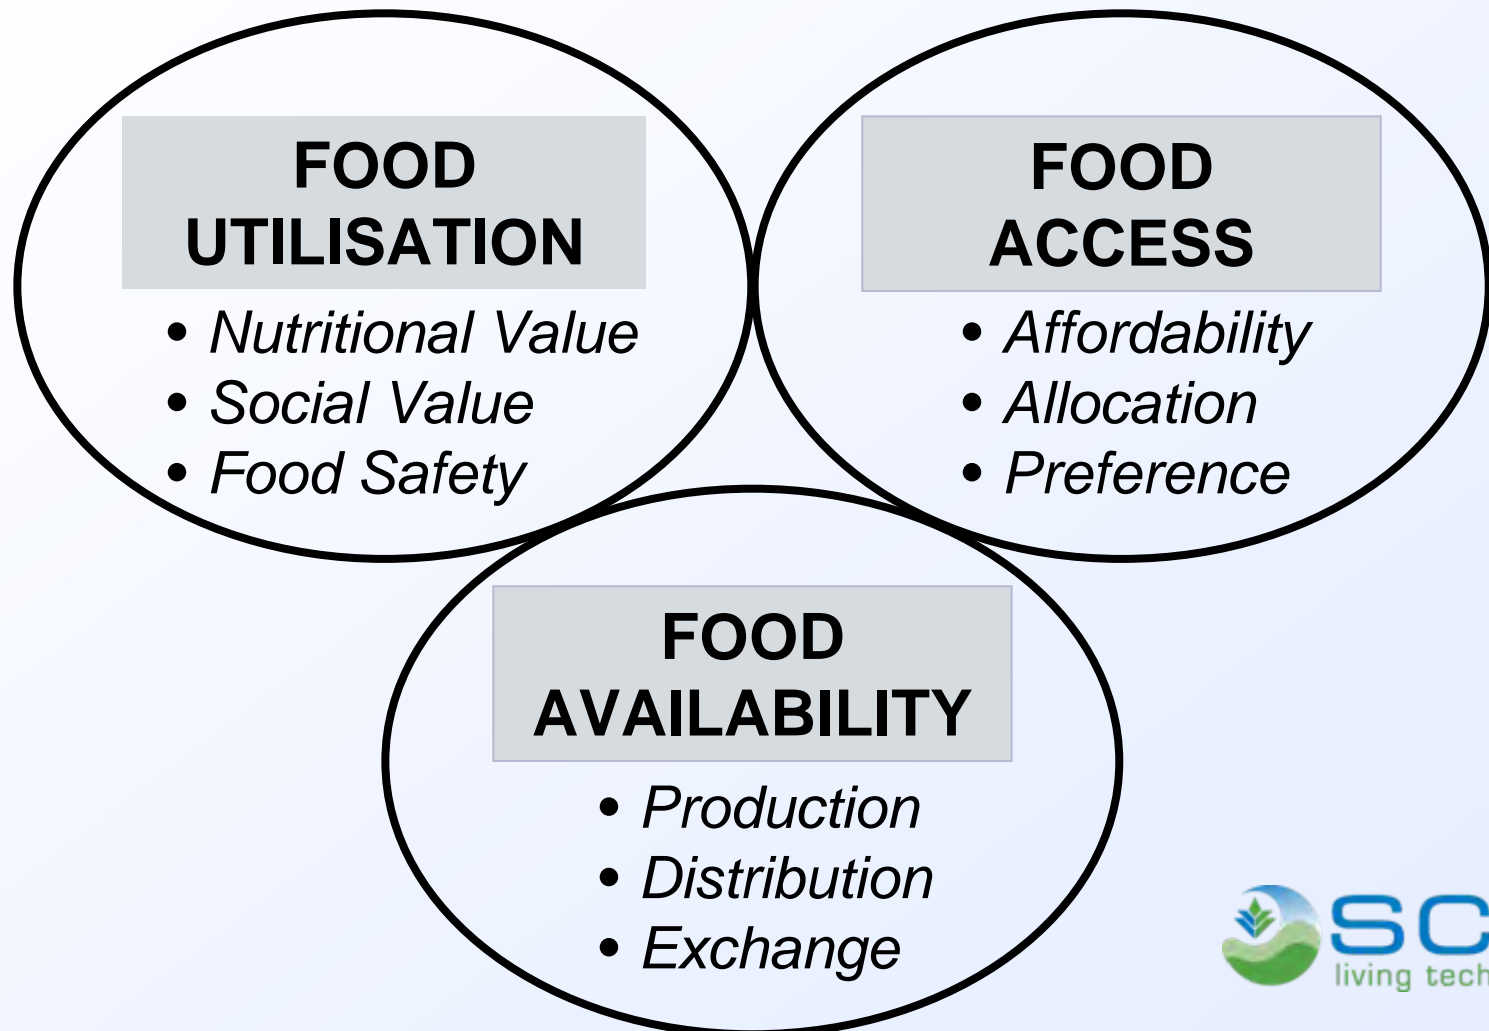 FOOD
UTILISATION
• Nutritional Value
• Social Value
• Food Safety
FOOD
ACCESS
• Affordability
• Allocation
• Preference
FOOD
AVAILABILITY
• Production
• Distribution
• Exchange
SC
living tech